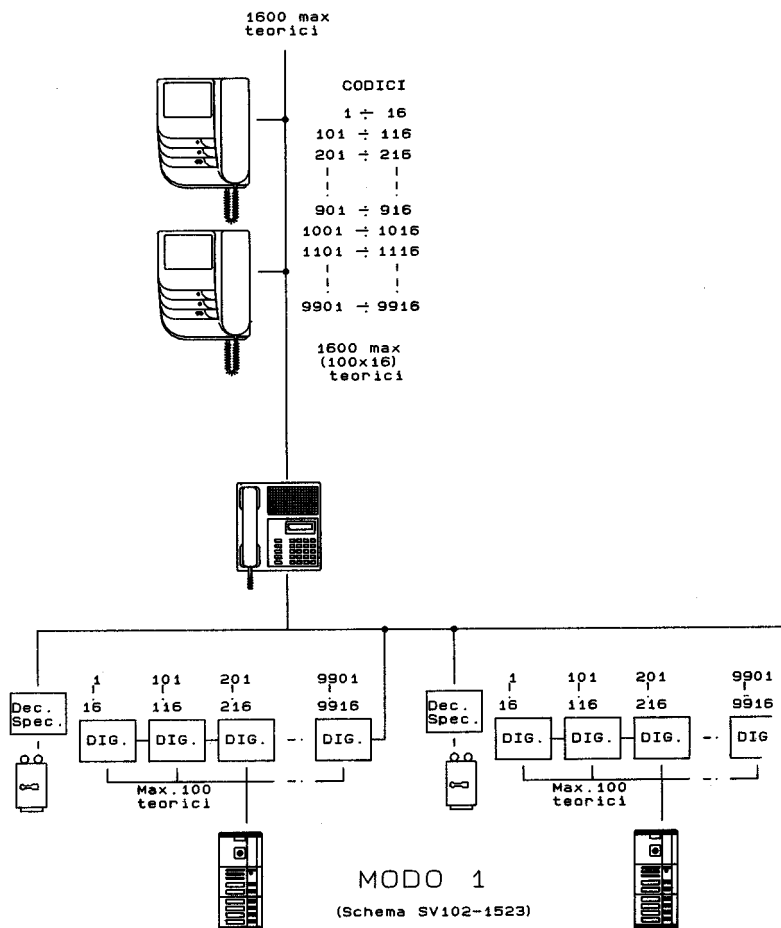 1600 max
teorici
CODICI
1 ÷ 16
101 ÷ 116
201 ÷ 216
901 ÷ 916
1001 ÷ 1016
1101 ÷ 1116
9901 ÷ 9916
1600 max
(100x16)
teorici
1 101 201 9901
16 116 216 9916
Dec.
Spec.
DIG. DIG. DIG. DIG.
Max.100
teorici
1 101 201 9901
16 116 216 9916
Dec.
Spec.
DIG. DIG. DIG. DIG
Max.100
teorici
MODO 1
(Schema SV102-1523)